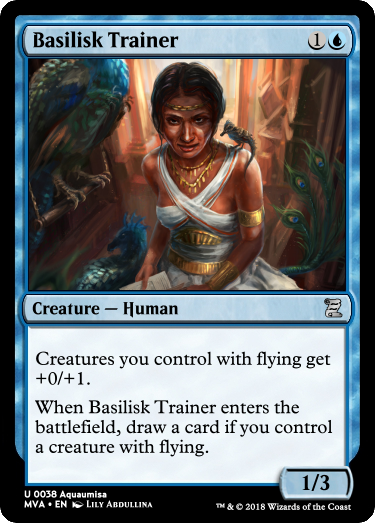 Basilisk Trainer 1
Creature — Human
Creatures you control with flying get
+0/+1.
When Basilisk Trainer enters the
battlefield, draw a card if you control
a creature with flying.
1/3
U 0038 Aquaumisa
MVA • EN Lily Abdullina
™ & © 2018 Wizards of the Coast